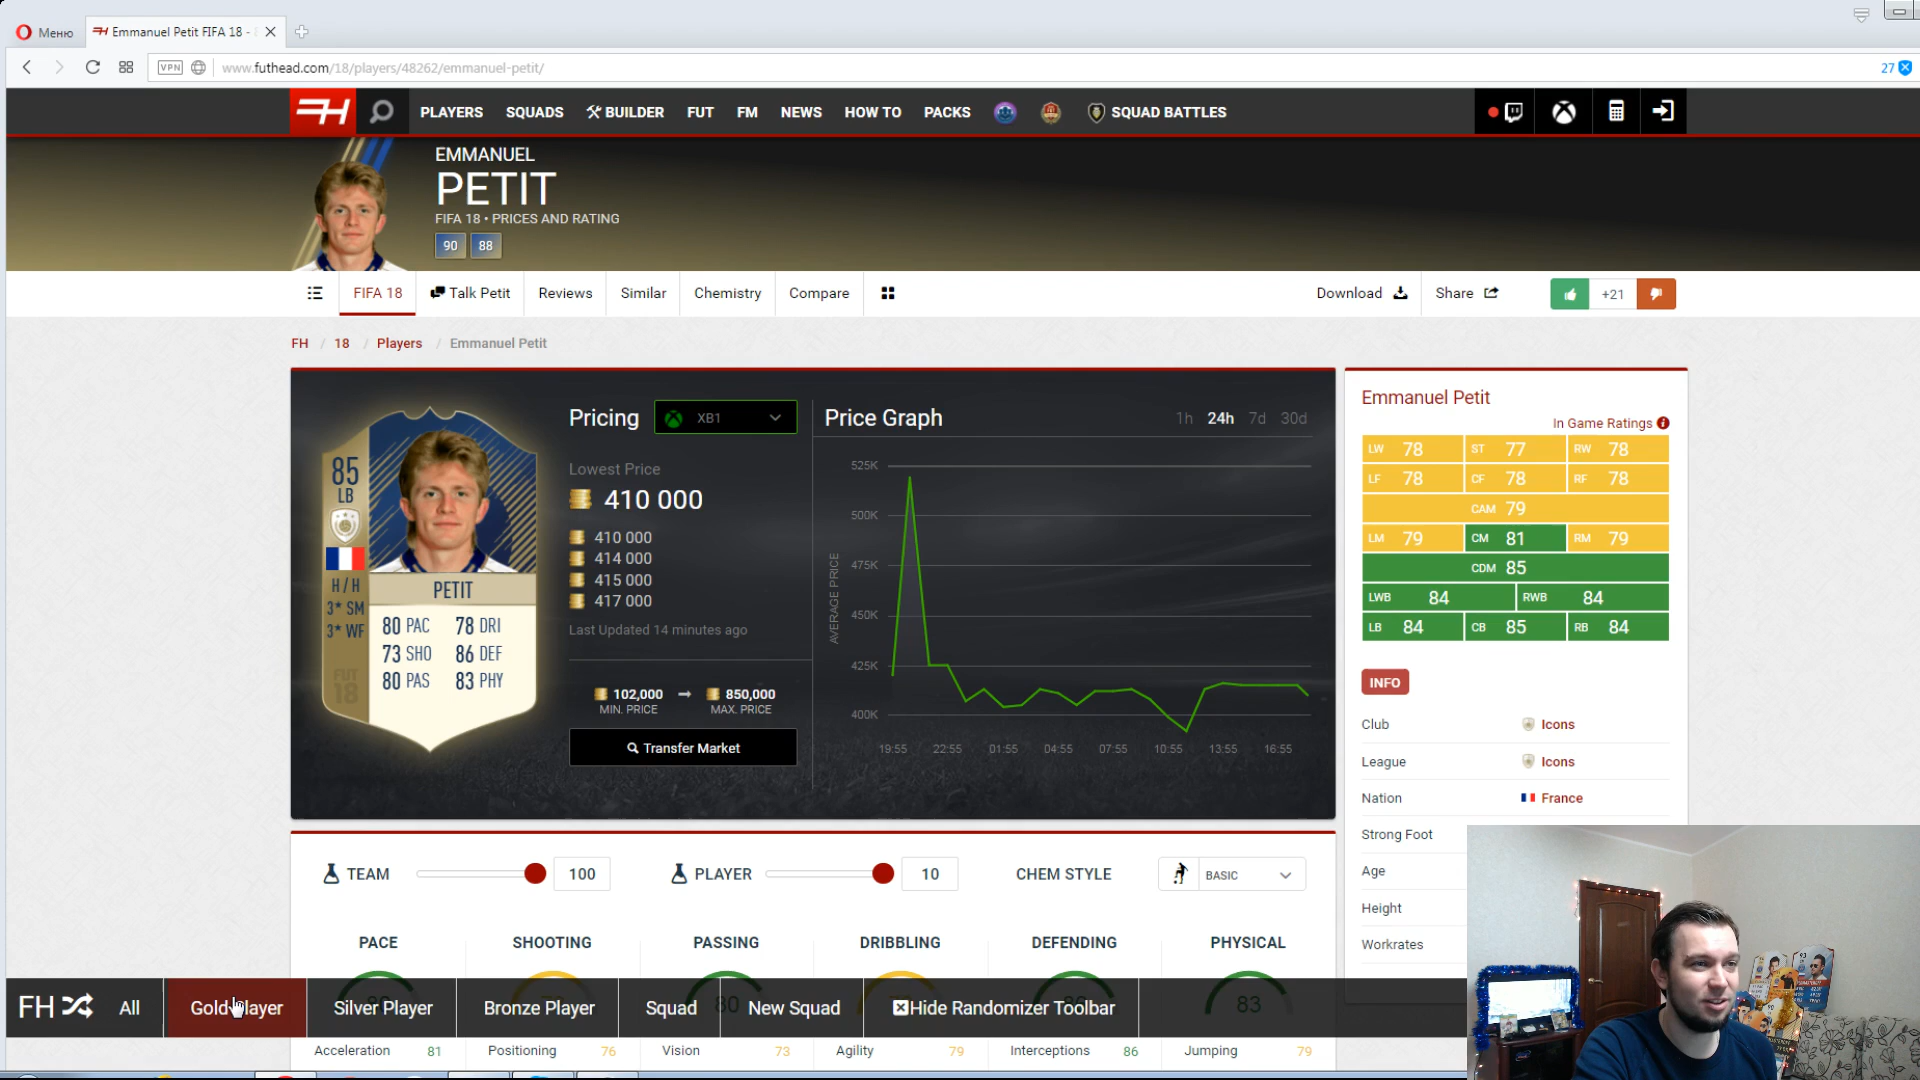 Меню
Emmanuel Petit FIFA 18 -
VPN
www.futhead.com/18/players/48262/emmanuel-petit/
27
FH
PLAYERS
SQUADS
BUILDER
FUT
FM
NEWS
HOW TO
PACKS
SQUAD BATTLES
EMMANUEL
PETIT
FIFA 18 • PRICES AND RATING
90 88
FIFA 18
Talk Petit
Reviews
Similar
Chemistry
Compare
Download
Share
+21
FH / 18 / Players / Emmanuel Petit
85
LB
H / H
3* SM
3* WF
FUT
18
PETIT
80 PAC 78 DRI
73 SHO 86 DEF
80 PAS 83 PHY
Pricing
XB1
Lowest Price
410 000
410 000
414 000
415 000
417 000
Last Updated 14 minutes ago
102,000 850,000
MIN. PRICE MAX. PRICE
Transfer Market
Price Graph
1h 24h 7d 30d
AVERAGE PRICE
525K
500K
475K
450K
425K
400K
19:55 22:55 01:55 04:55 07:55 10:55 13:55 16:55
Emmanuel Petit
In Game Ratings
LW 78 ST 77 RW 78
LF 78 CF 78 RF 78
CAM 79
LM 79 CM 81 RM 79
CDM 85
LWB 84 RWB 84
LB 84 CB 85 RB 84
INFO
Club Icons
League Icons
Nation France
Strong Foot
Age
Height
Workrates
TEAM 100
PLAYER 10
CHEM STYLE BASIC
PACE SHOOTING PASSING DRIBBLING DEFENDING PHYSICAL
80 83
FH All Gold Player Silver Player Bronze Player Squad New Squad Hide Randomizer Toolbar
Acceleration 81 Positioning 76 Vision 73 Agility 79 Interceptions 86 Jumping 79